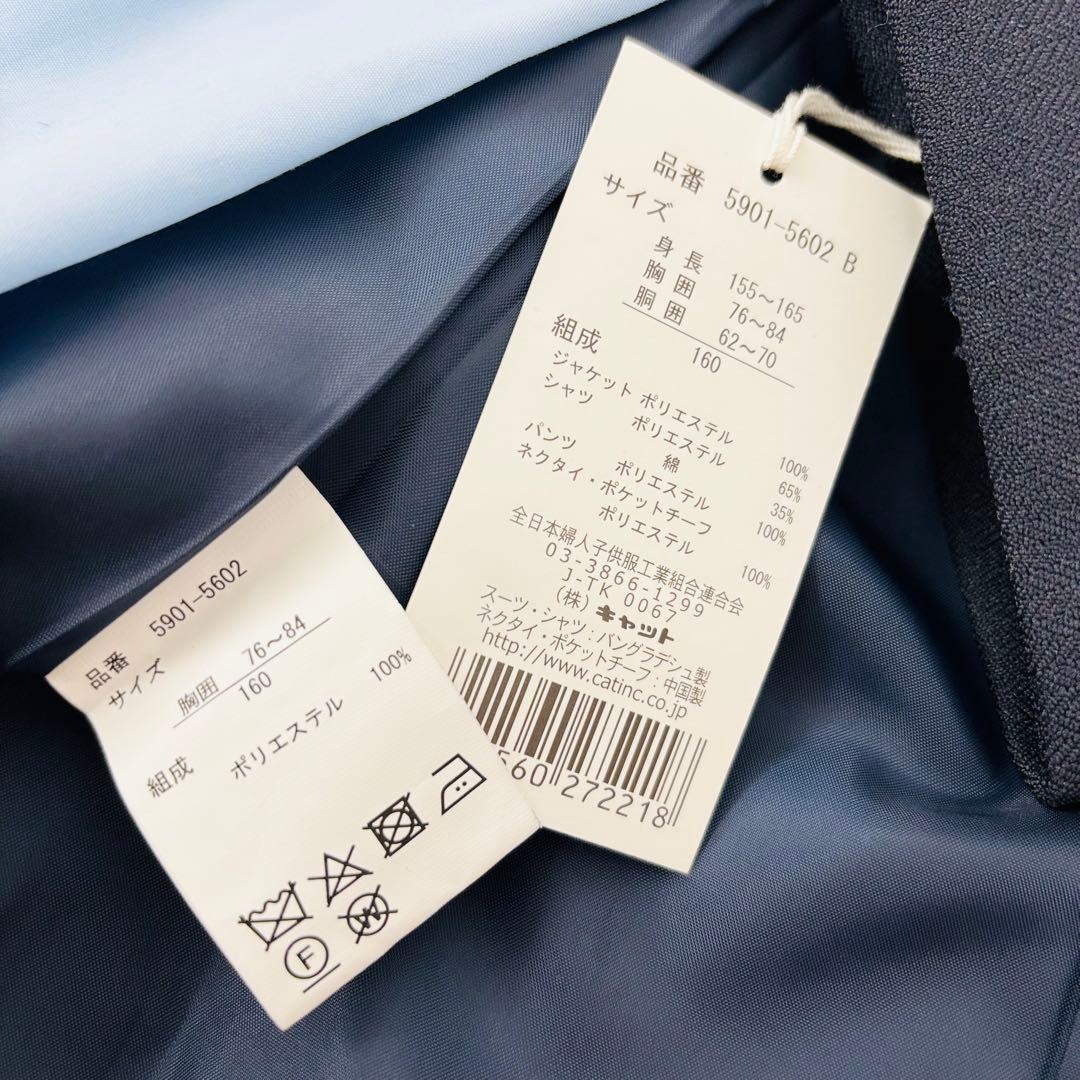 品番 5901-5602 B
サイズ
身長 155~165
胸囲 76~84
胴囲 62~70
160
組成
ジャケット ポリエステル 100%
シャツ ポリエステル 65%
綿 35%
パンツ ポリエステル 100%
ネクタイ・ポケットチーフ
ポリエステル 100%
全日本婦人子供服工業組合連合会
03-3866-1299
J-TK 0067
(株)キャット
スーツ・シャツ:バングラデシュ製
ネクタイ・ポケットチーフ:中国製
http://www.catinc.co.jp
560 272218
品番 5901-5602
サイズ
胸囲 76~84
160
組成
ポリエステル 100%
F
W